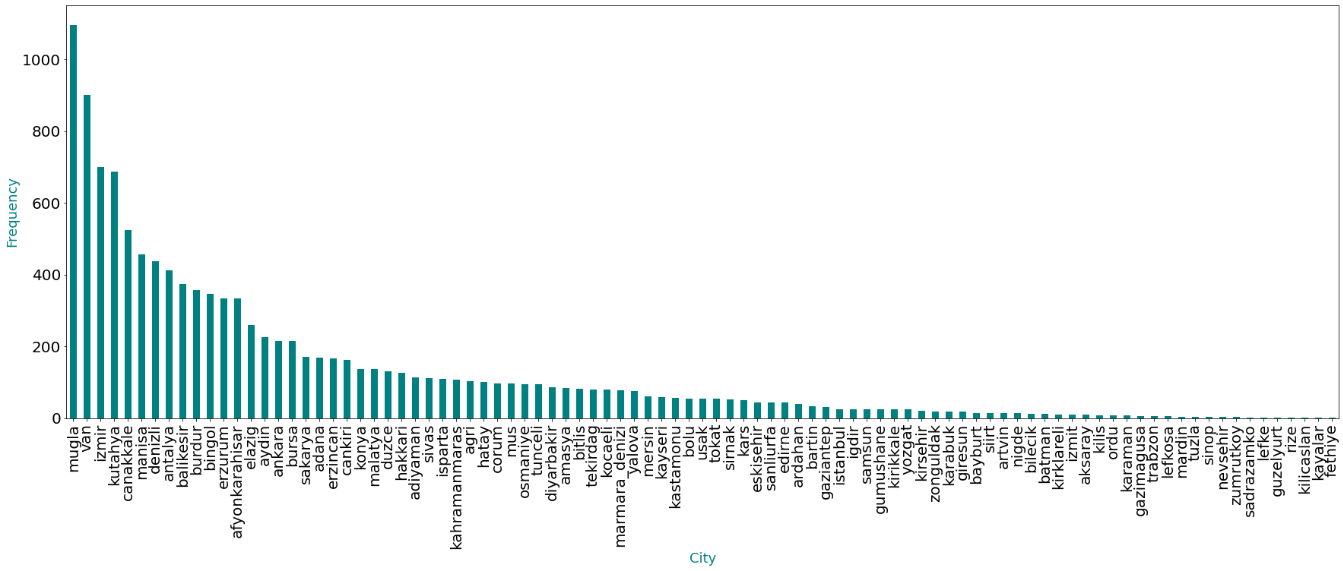 1000
800
600
400
200
0
Frequency
mugla
van
izmir
kutahya
canakkale
manisa
denizli
antalya
balikesir
burdur
bingol
erzurum
afyonkarahisar
elazig
aydin
ankara
bursa
sakarya
adana
erzincan
cankiri
konya
malatya
duzce
hakkari
adiyaman
sivas
isparta
kahramanmaras
agri
hatay
corum
mus
osmaniye
tunceli
diyarbakir
amasya
bitlis
tekirdag
kocaeli
marmara_denizi
yalova
mersin
kayseri
kastamonu
bolu
usak
tokat
sirnak
kars
eskisehir
sanliurfa
edirne
ardahan
bartin
gaziantep
istanbul
igdir
samsun
gumushane
kirikkale
yozgat
kirsehir
zonguldak
karabuk
giresun
bayburt
siirt
artvin
nigde
bilecik
batman
kirklareli
izmit
aksaray
kilis
ordu
karaman
gazimagusa
trabzon
lefkosa
mardin
tuzla
sinop
nevsehir
zumrutkoy
sadrazamko
lefke
guzelyurt
rize
kilicaslan
kayalar
fethiye
City